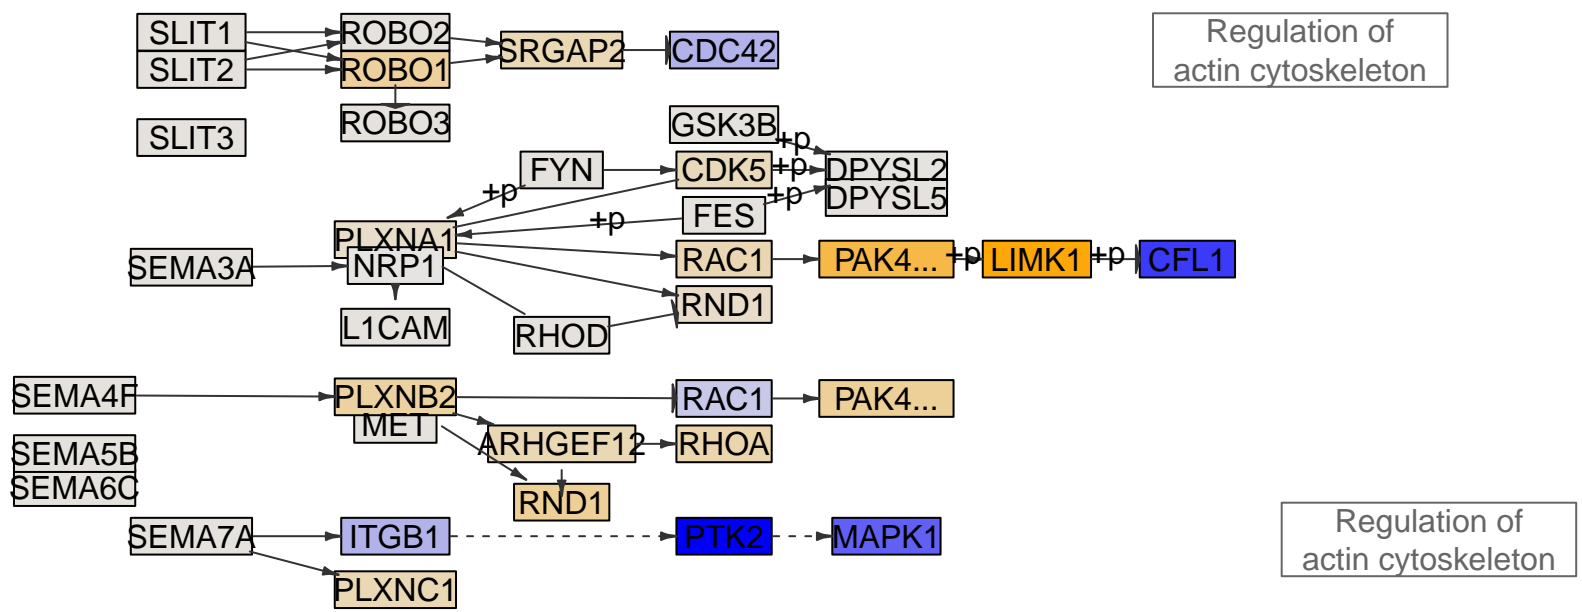 SLIT1
ROBO2
SRGAP2
CDC42
Regulation of
actin cytoskeleton
SLIT2
ROBO1
SLIT3
ROBO3
GSK3B
+p
FYN
CDK5
+p
DPYSL2
+p
FES
+p
DPYSL5
PLXNA1
+p
SEMA3A
NRP1
RAC1
PAK4...
+p
LIMK1
+p
CFL1
RND1
L1CAM
RHOD
SEMA4F
PLXNB2
RAC1
PAK4...
MET
ARHGEF12
RHOA
SEMA5B
SEMA6C
RND1
SEMA7A
ITGB1
PTK2
MAPK1
Regulation of
actin cytoskeleton
PLXNC1